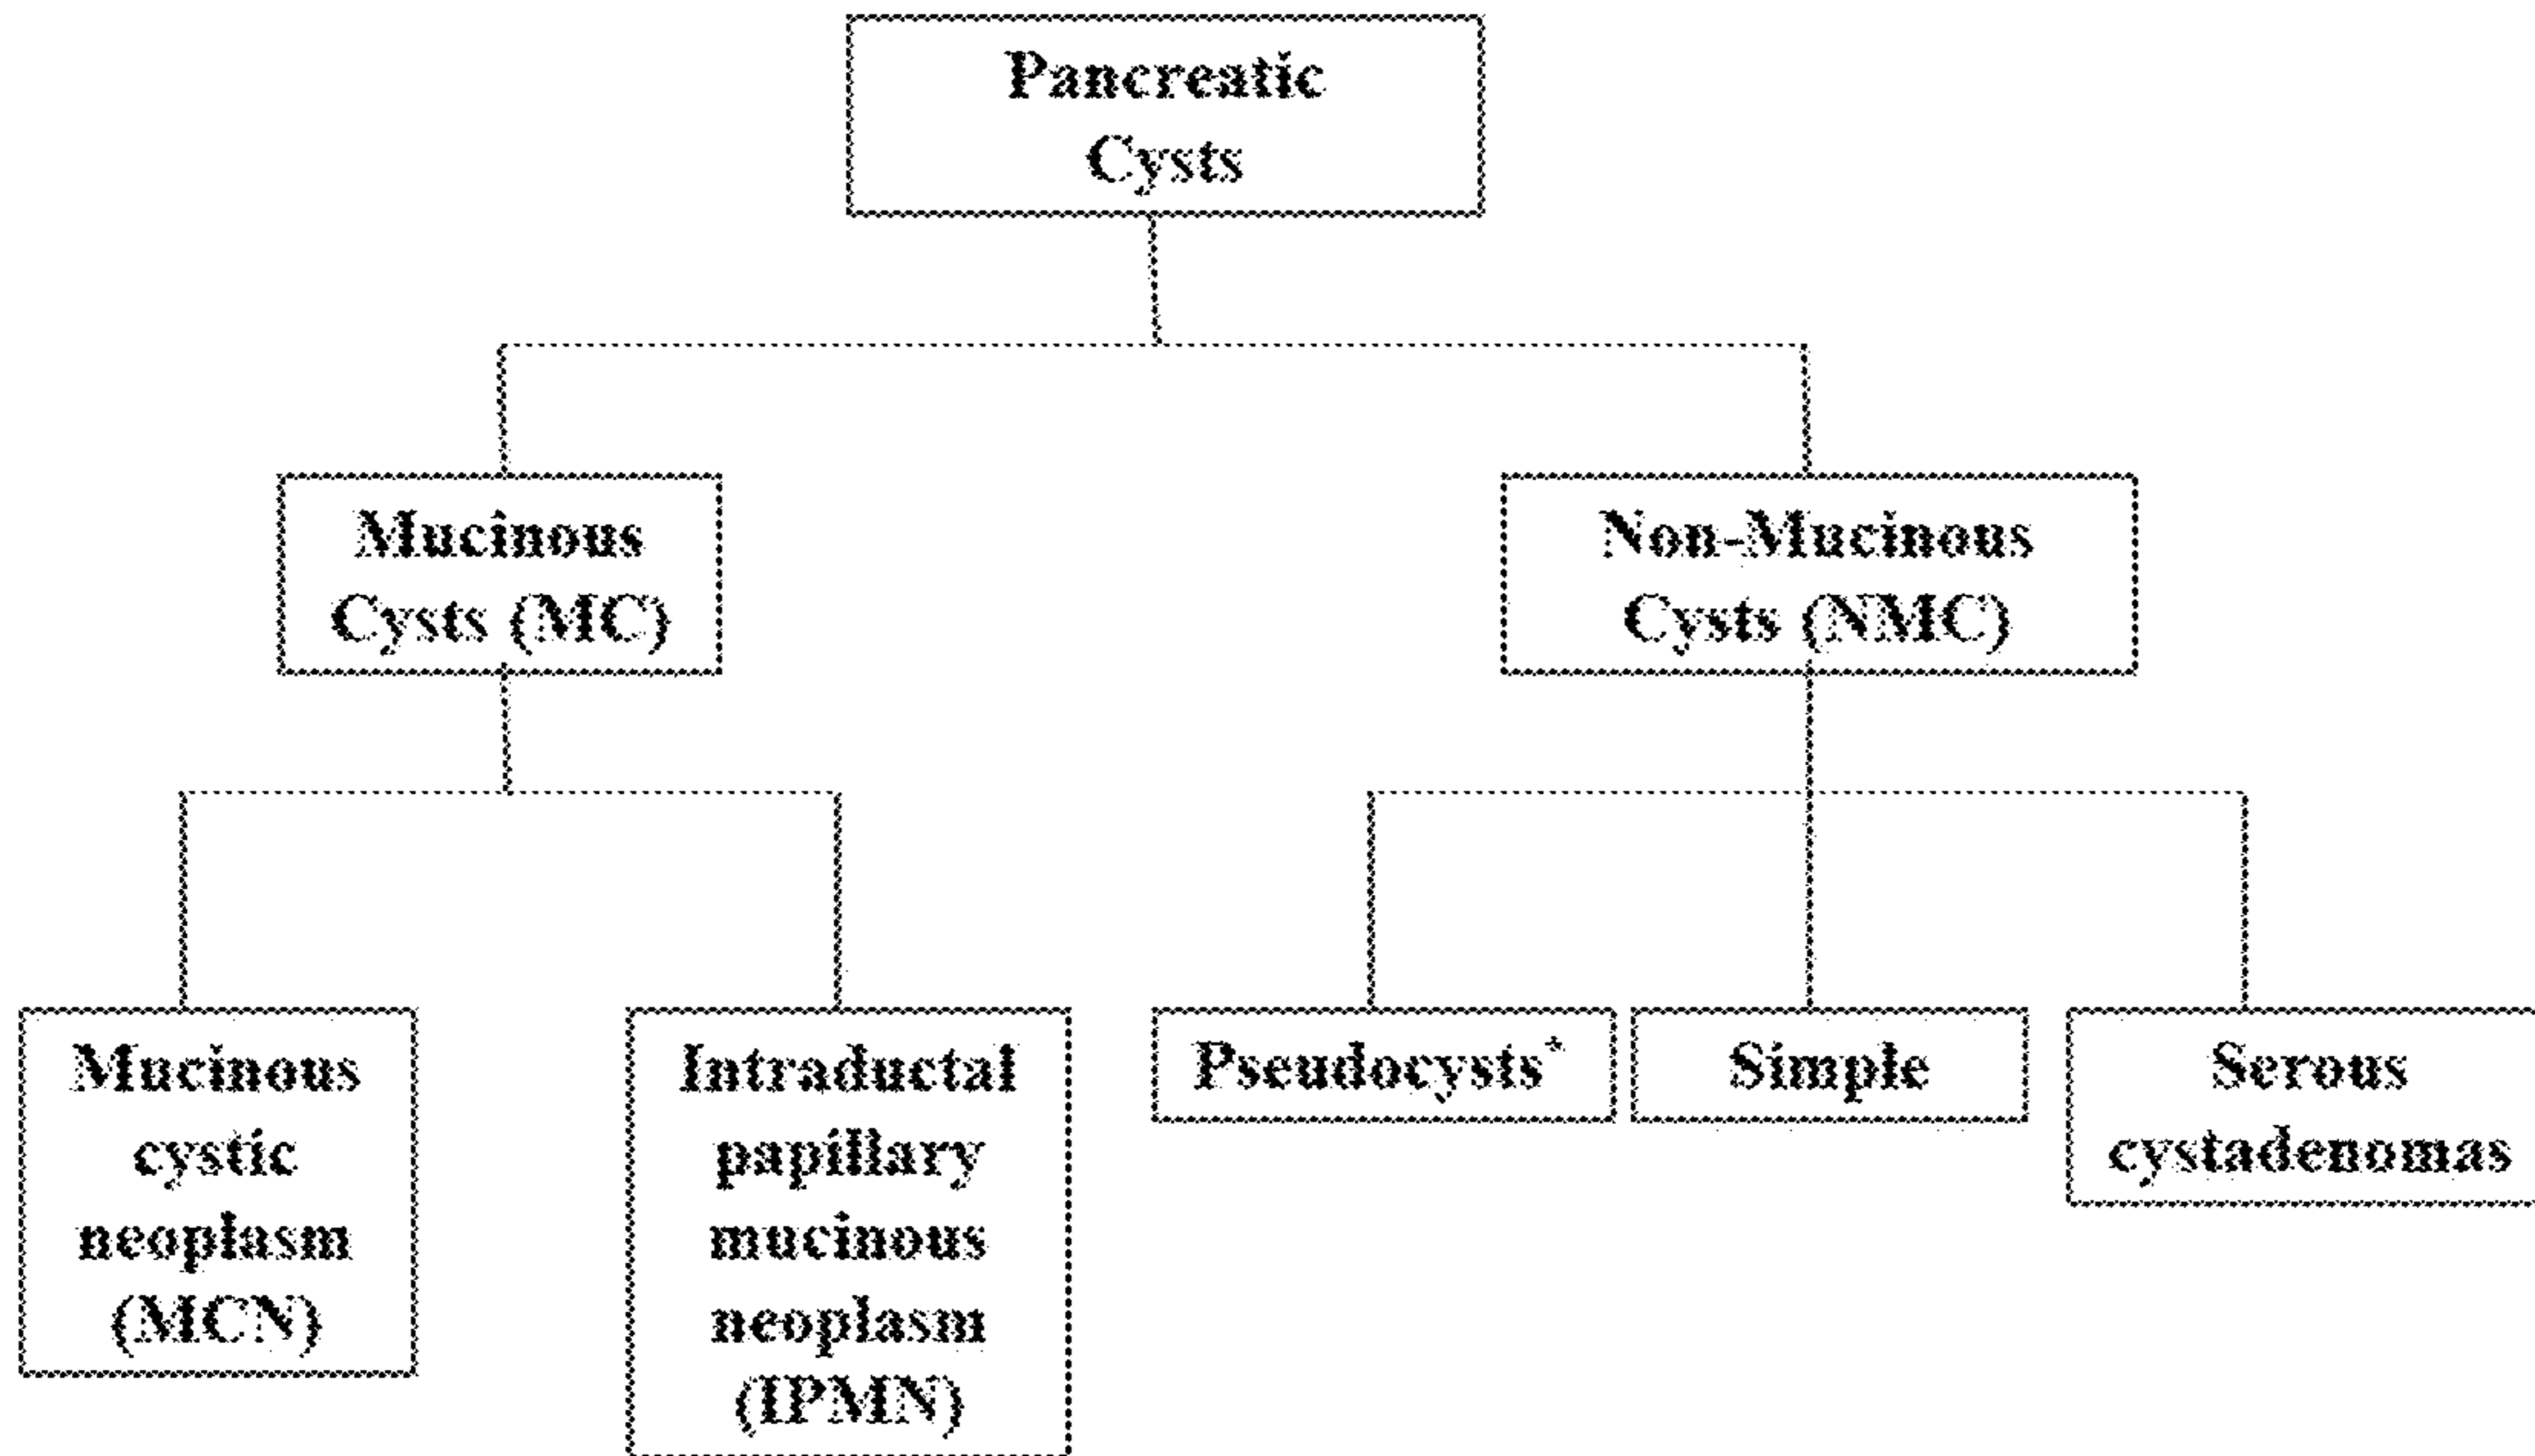 Pancreatic
Cysts
Mucinous
Cysts (MC)
Non-Mucinous
Cysts (NMC)
Mucinous
cystic
neoplasm
(MCN)
Intraductal
papillary
mucinous
neoplasm
(IPMN)
Pseudocysts*
Simple
Serous
cystadenomas